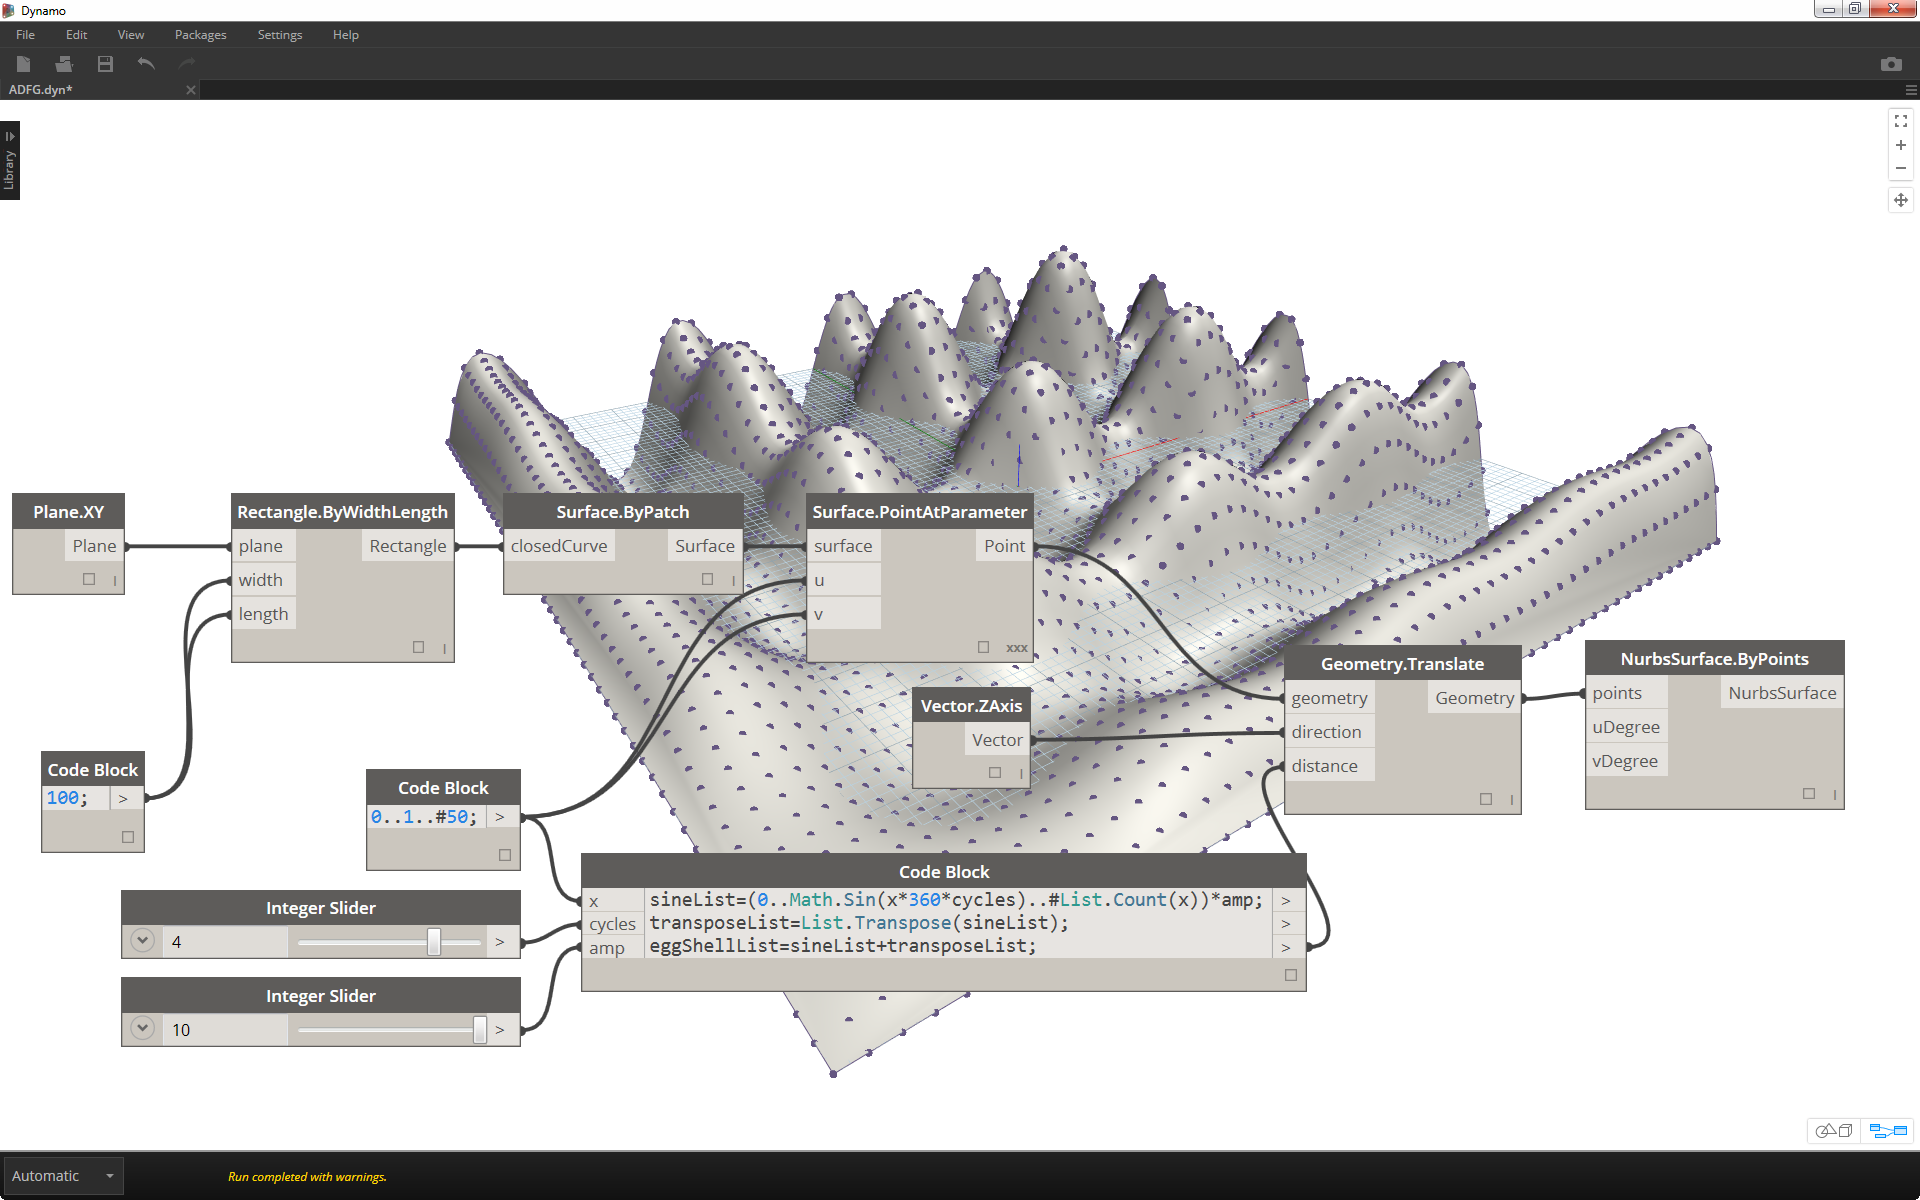 Dynamo
File Edit View Packages Settings Help
ADFG.dyn*
Library
Plane.XY
Plane
Rectangle.ByWidthLength
plane Rectangle
width
length
Surface.ByPatch
closedCurve Surface
Surface.PointAtParameter
surface Point
u
v
xxx
Vector.ZAxis
Vector
Geometry.Translate
geometry Geometry
direction
distance
NurbsSurface.ByPoints
points NurbsSurface
uDegree
vDegree
Code Block
100; >
Code Block
0..1..#50; >
Integer Slider
4 >
Integer Slider
10 >
Code Block
x sineList=(0..Math.Sin(x*360*cycles)..#List.Count(x))*amp; >
cycles transposeList=List.Transpose(sineList); >
amp eggShellList=sineList+transposeList; >
Automatic
Run completed with warnings.